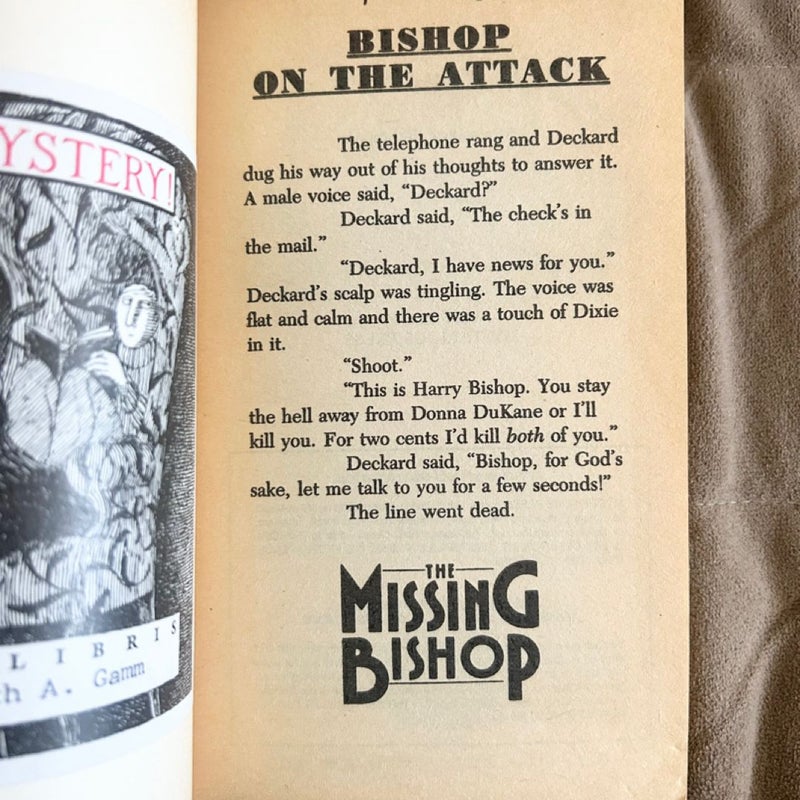 BISHOP
ON THE ATTACK
The telephone rang and Deckard
dug his way out of his thoughts to answer it.
A male voice said, “Deckard?”
Deckard said, “The check’s in
the mail.”
“Deckard, I have news for you.”
Deckard’s scalp was tingling. The voice was
flat and calm and there was a touch of Dixie
in it.
“Shoot.”
“This is Harry Bishop. You stay
the hell away from Donna DuKane or I’ll
kill you. For two cents I’d kill both of you.”
Deckard said, “Bishop, for God’s
sake, let me talk to you for a few seconds!”
The line went dead.
THE
MISSING
BISHOP
YSTERY!
LIBRIS
th A. Gamm